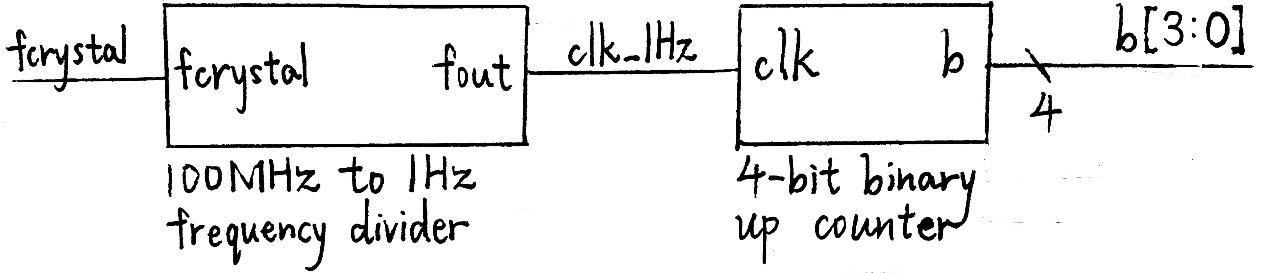 fcrystal
fcrystal
fout
clk_1Hz
clk
b
b[3:0]
4
100MHz to 1Hz
frequency divider
4-bit binary
up counter